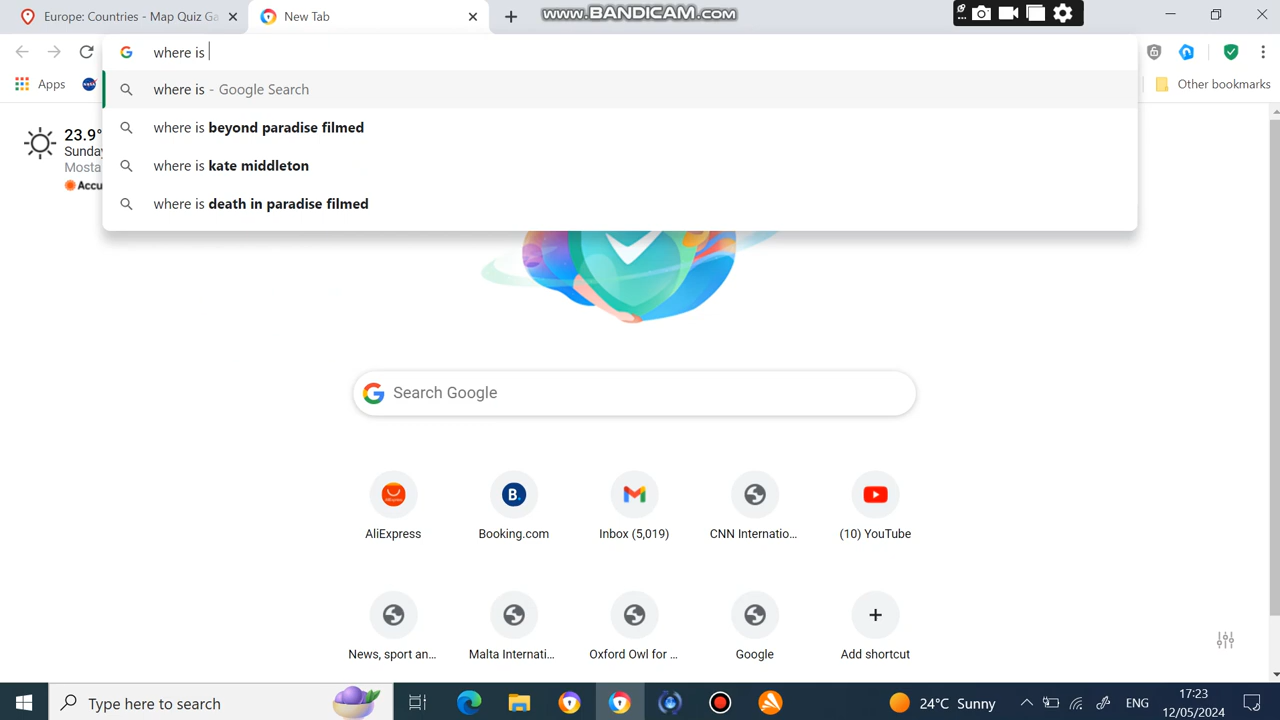 Europe: Countries - Map Quiz Ga
New Tab
www.BANDICAM.com
where is
Apps
Other bookmarks
where is - Google Search
where is beyond paradise filmed
where is kate middleton
where is death in paradise filmed
23.9°
Sunday
Mosta
Accu
Search Google
AliExpress
Booking.com
Inbox (5,019)
CNN Internatio...
(10) YouTube
News, sport an...
Malta Internati...
Oxford Owl for ...
Google
Add shortcut
Type here to search
24°C Sunny
ENG
17:23
12/05/2024